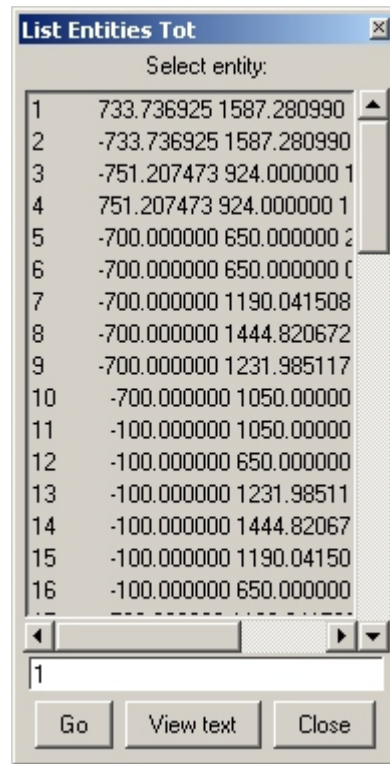 List Entities Tot
Select entity:
1 733.736925 1587.280990
2 -733.736925 1587.280990
3 -751.207473 924.000000 1
4 751.207473 924.000000 1
5 -700.000000 650.000000 2
6 -700.000000 650.000000 0
7 -700.000000 1190.041508
8 -700.000000 1444.820672
9 -700.000000 1231.985117
10 -700.000000 1050.00000
11 -100.000000 1050.00000
12 -100.000000 650.000000
13 -100.000000 1231.98511
14 -100.000000 1444.82067
15 -100.000000 1190.04150
16 -100.000000 650.000000
1
Go View text Close